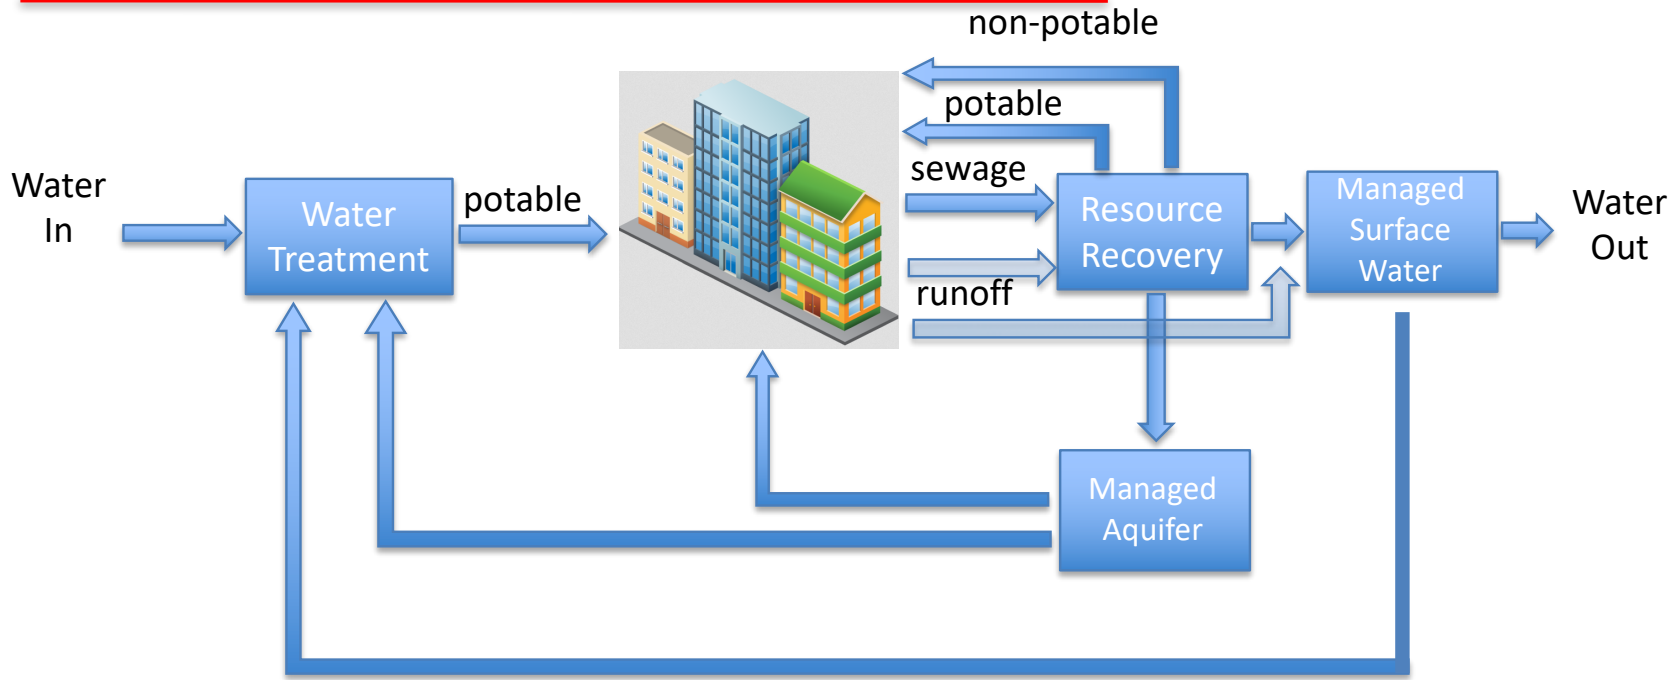 non-potable
potable
sewage
Water
In
Water
Treatment
potable
Resource
Recovery
Managed
Surface
Water
Water
Out
runoff
Managed
Aquifer